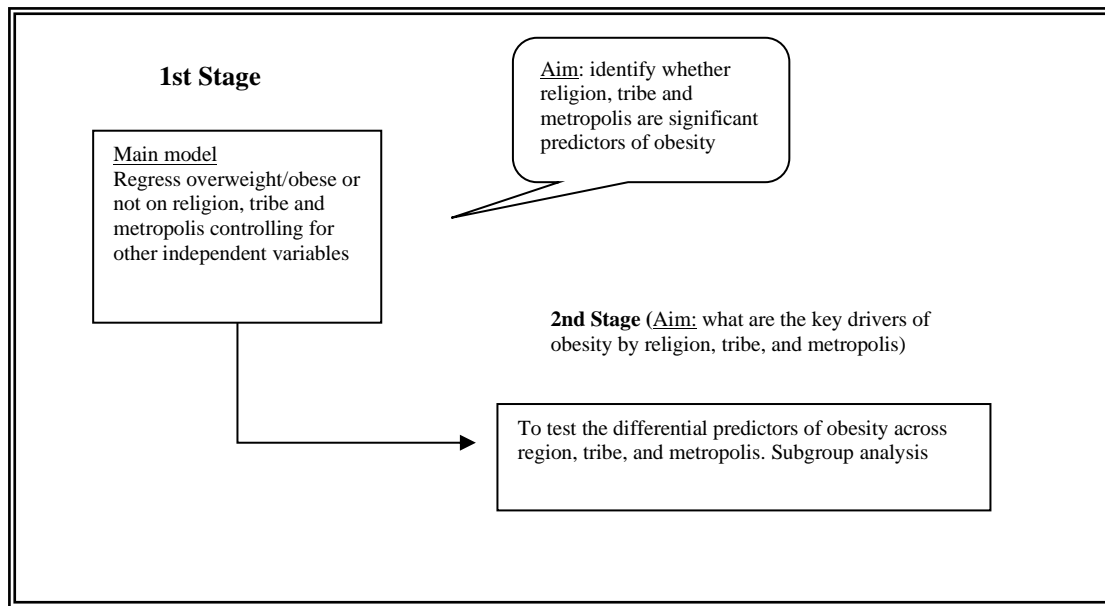 1st Stage
Aim: identify whether
religion, tribe and
metropolis are significant
predictors of obesity
Main model
Regress overweight/obese or
not on religion, tribe and
metropolis controlling for
other independent variables
2nd Stage (Aim: what are the key drivers of
obesity by religion, tribe, and metropolis)
To test the differential predictors of obesity across
region, tribe, and metropolis. Subgroup analysis